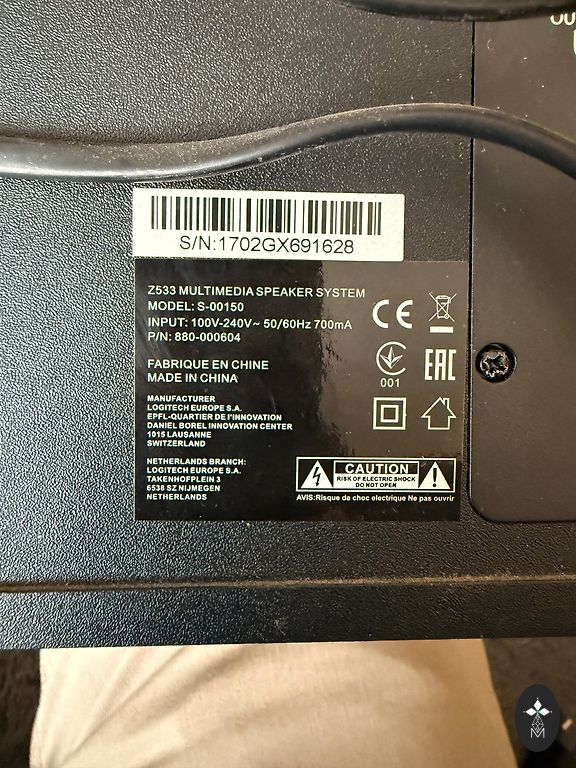 OU
S/N:1702GX691628
Z533 MULTIMEDIA SPEAKER SYSTEM
MODEL: S-00150
INPUT: 100V-240V~ 50/60Hz 700mA
P/N: 880-000604
CE
001
EAC
FABRIQUE EN CHINE
MADE IN CHINA
MANUFACTURER
LOGITECH EUROPE S.A.
EPFL-QUARTIER DE I'INNOVATION
DANIEL BOREL INNOVATION CENTER
1015 LAUSANNE
SWITZERLAND
NETHERLANDS BRANCH:
LOGITECH EUROPE S.A.
TAKENHOFPLEIN 3
6538 SZ NIJMEGEN
NETHERLANDS
CAUTION
RISK OF ELECTRIC SHOCK
DO NOT OPEN
AVIS:Risque de choc electrique Ne pas ouvrir
M